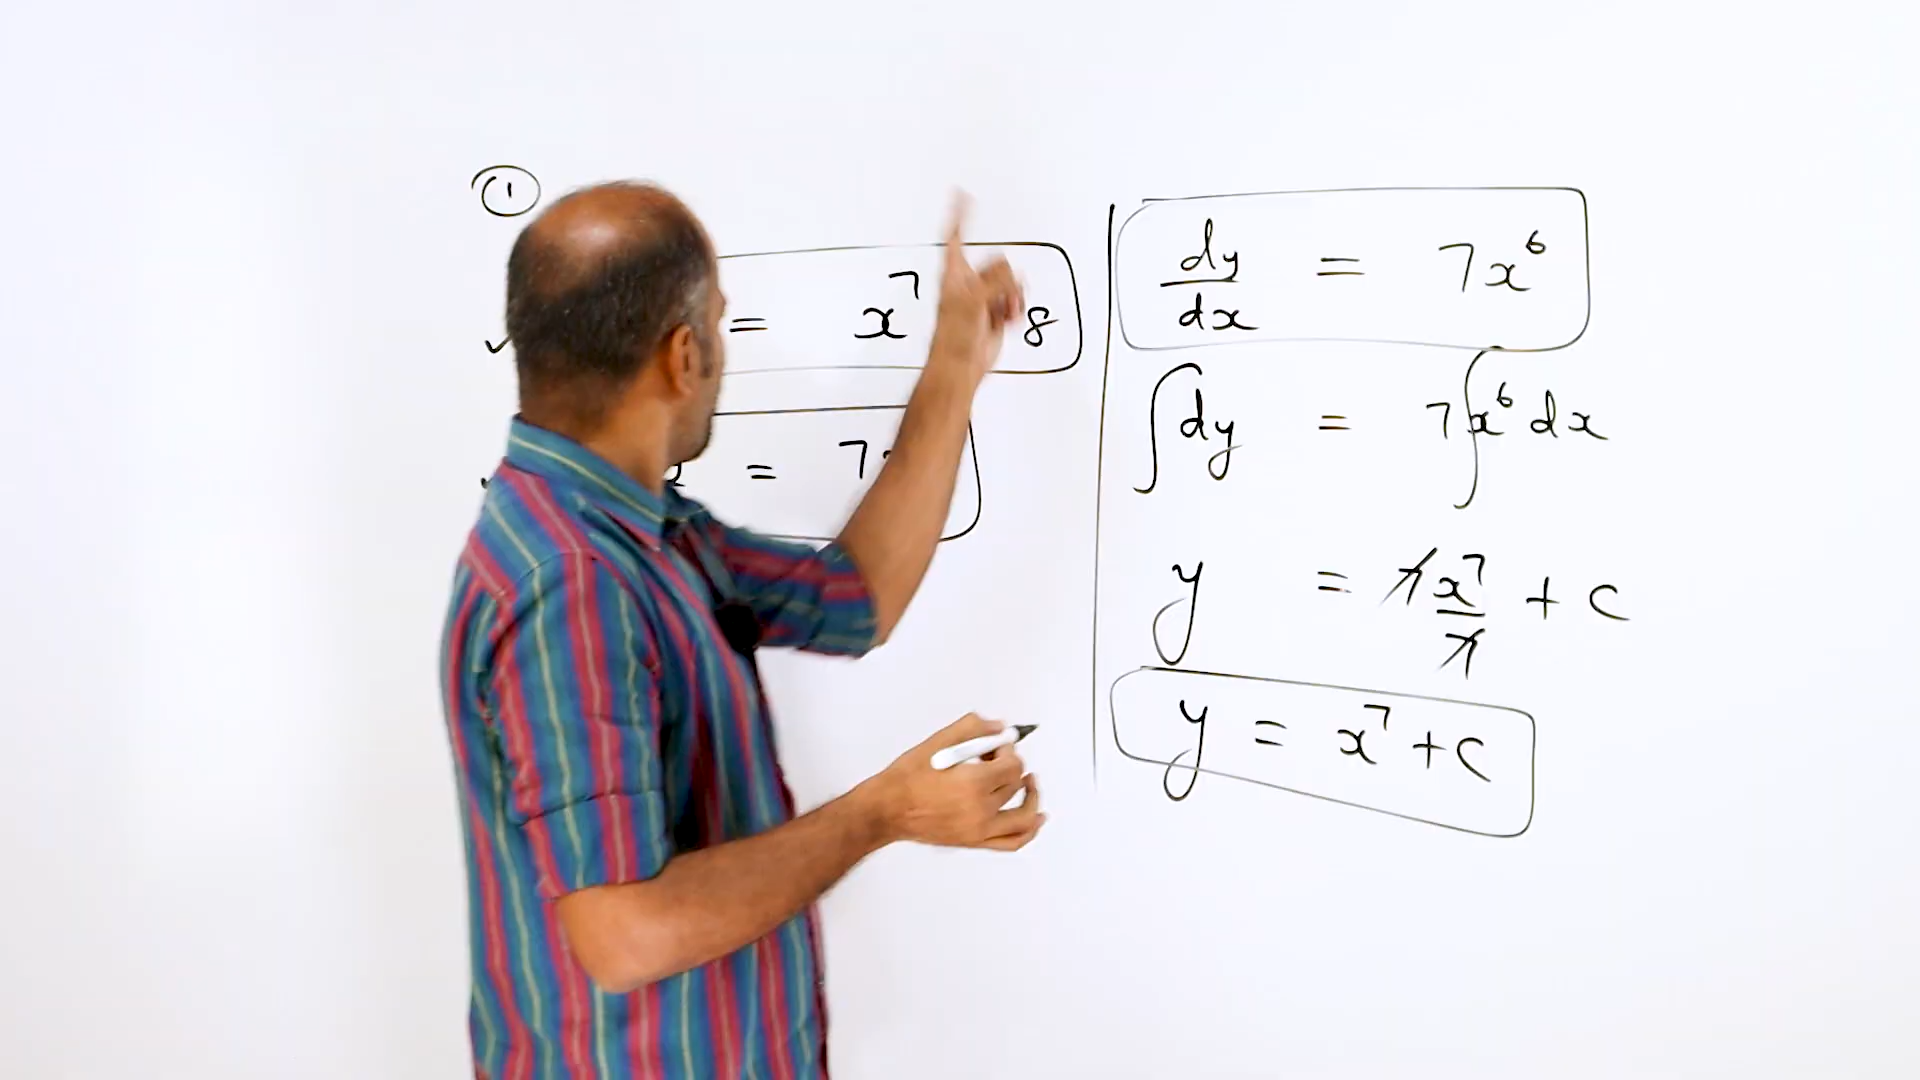 ①
✓ = x⁷ 8
= 7
dy/dx = 7x⁶
∫dy = 7∫x⁶ dx
y = 7x⁷/7 + c
y = x⁷ + c